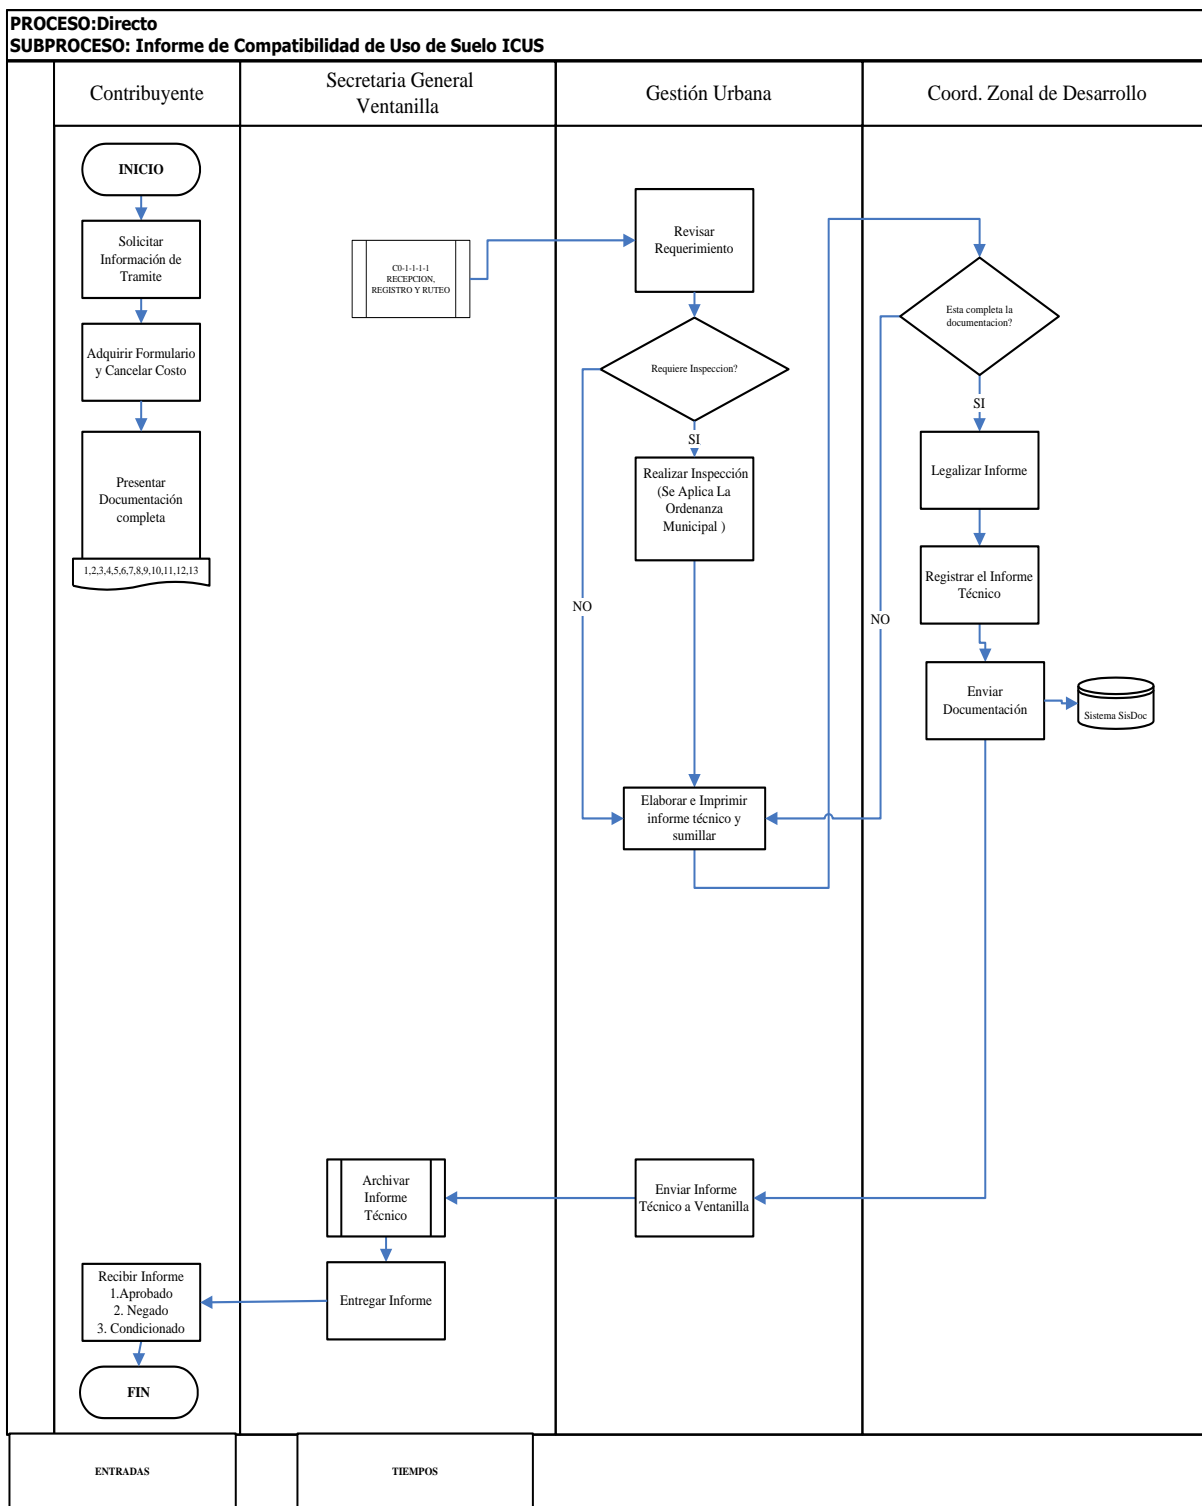 PROCESO:Directo
SUBPROCESO: Informe de Compatibilidad de Uso de Suelo ICUS
Contribuyente
Secretaria General
Ventanilla
Gestión Urbana
Coord. Zonal de Desarrollo
INICIO
Solicitar
Información de
Tramite
Adquirir Formulario
y Cancelar Costo
Presentar
Documentación
completa
1,2,3,4,5,6,7,8,9,10,11,12,13
C0-1-1-1-1
RECEPCION,
REGISTRO Y RUTEO
Revisar
Requerimiento
Requiere Inspeccion?
SI
NO
Realizar Inspección
(Se Aplica La
Ordenanza
Municipal )
Elaborar e Imprimir
informe técnico y
sumillar
Esta completa la
documentacion?
SI
NO
Legalizar Informe
Registrar el Informe
Técnico
Enviar
Documentación
Sistema SisDoc
Enviar Informe
Técnico a Ventanilla
Archivar
Informe
Técnico
Entregar Informe
Recibir Informe
1.Aprobado
2. Negado
3. Condicionado
FIN
ENTRADAS
TIEMPOS